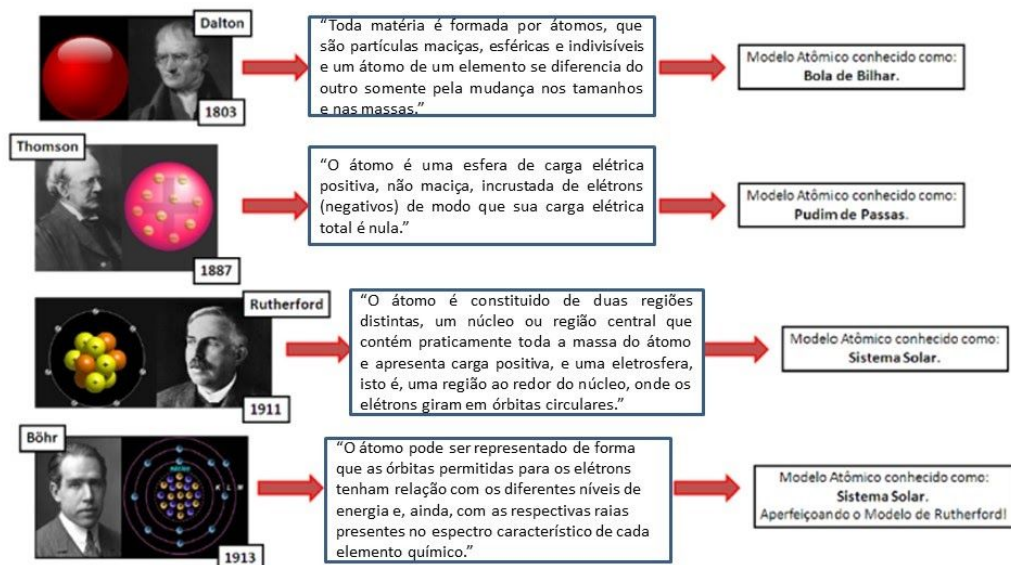 Dalton
1803
“Toda matéria é formada por átomos, que
são partículas maciças, esféricas e indivisíveis
e um átomo de um elemento se diferencia do
outro somente pela mudança nos tamanhos
e nas massas.”
Modelo Atômico conhecido como:
Bola de Bilhar.
Thomson
1887
“O átomo é uma esfera de carga elétrica
positiva, não maciça, incrustada de elétrons
(negativos) de modo que sua carga elétrica
total é nula.”
Modelo Atômico conhecido como:
Pudim de Passas.
Rutherford
1911
“O átomo é constituido de duas regiões
distintas, um núcleo ou região central que
contém praticamente toda a massa do átomo
e apresenta carga positiva, e uma eletrosfera,
isto é, uma região ao redor do núcleo, onde os
elétrons giram em órbitas circulares.”
Modelo Atômico conhecido como:
Sistema Solar.
Böhr
K L M
1913
“O átomo pode ser representado de forma
que as órbitas permitidas para os elétrons
tenham relação com os diferentes níveis de
energia e, ainda, com as respectivas raias
presentes no espectro característico de cada
elemento químico.”
Modelo Atômico conhecido como:
Sistema Solar.
Aperfeiçoando o Modelo de Rutherford!